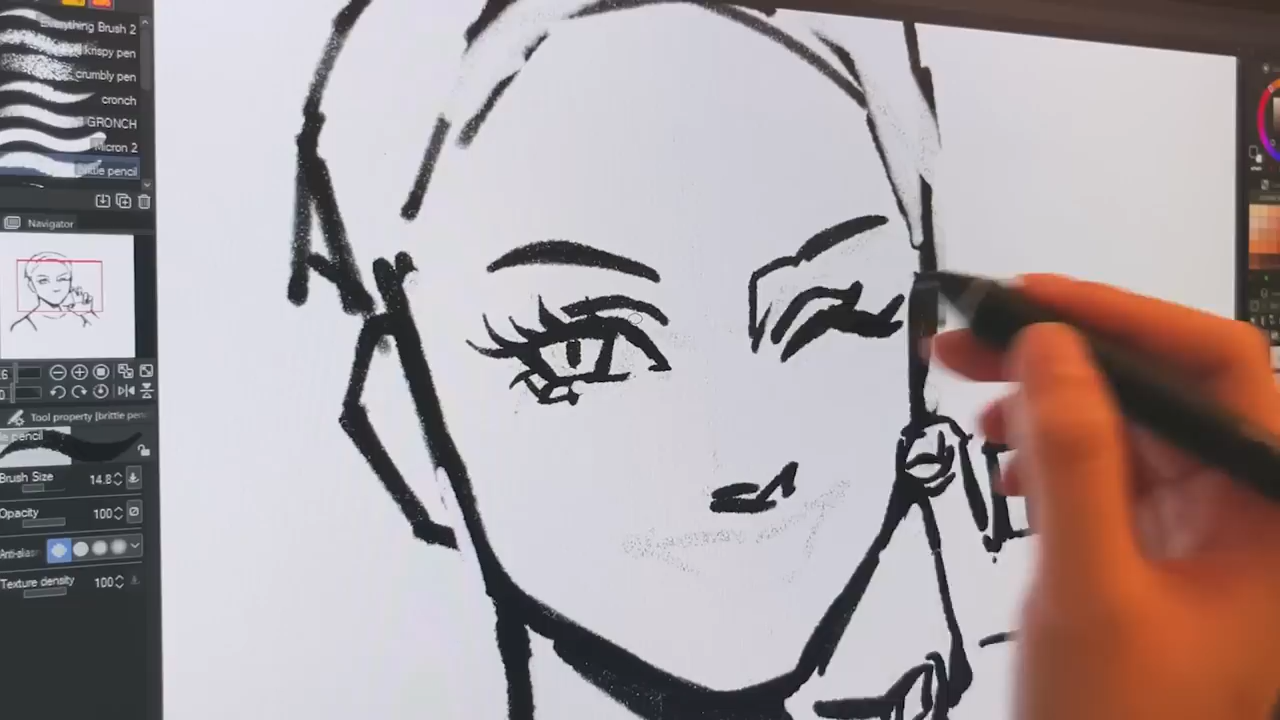 Everything Brush 2
krispy pen
crumbly pen
cronch
GRONCH
Micron 2
brittle pencil
Navigator
Tool property [brittle pen
Brush Size 14.8
Opacity 100
Texture density 100